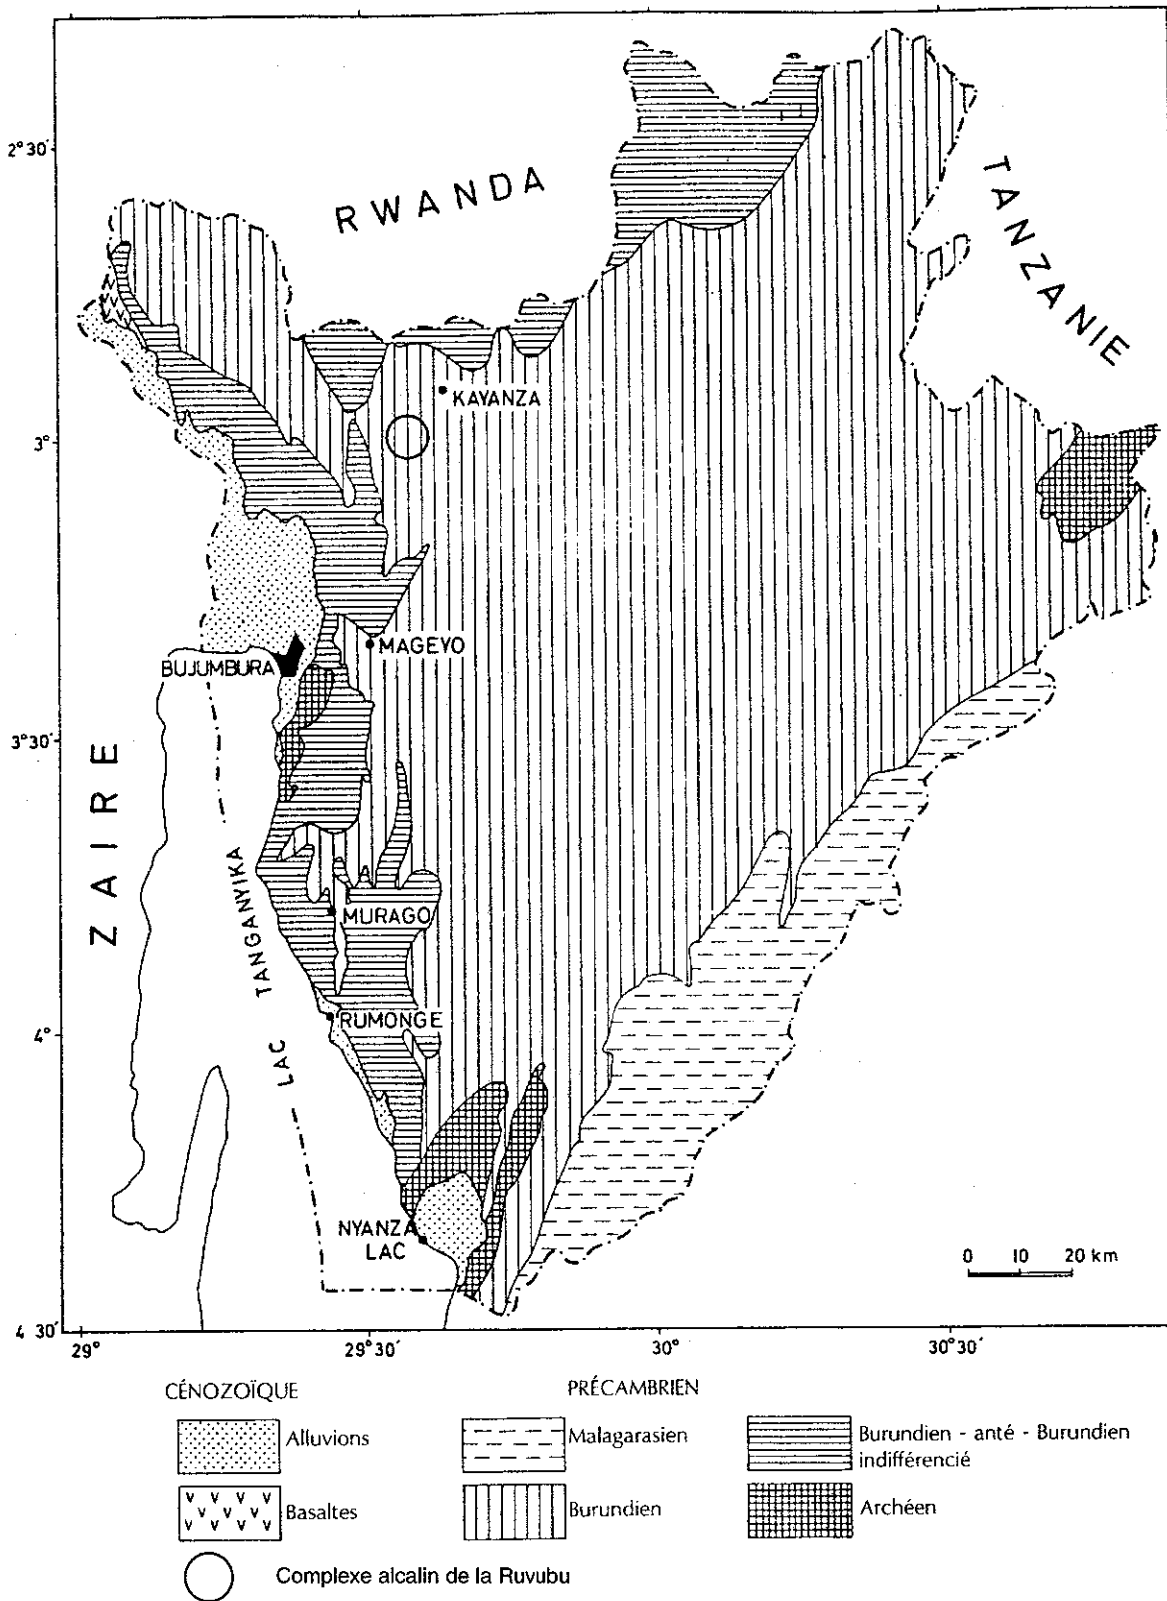 2° 30'
3°
3° 30'
4°
4 30'
29°
29° 30'
30°
30° 30'
RWANDA
TANZANIE
ZAIRE
LAC TANGANYIKA
KAYANZA
MAGEYO
BUJUMBURA
MURAGO
RUMONGE
NYANZA
LAC
0 10 20 km
CÉNOZOÏQUE
PRÉCAMBRIEN
Alluvions
Malagarasien
Burundien - anté - Burundien
indifférencié
Basaltes
Burundien
Archéen
Complexe alcalin de la Ruvubu